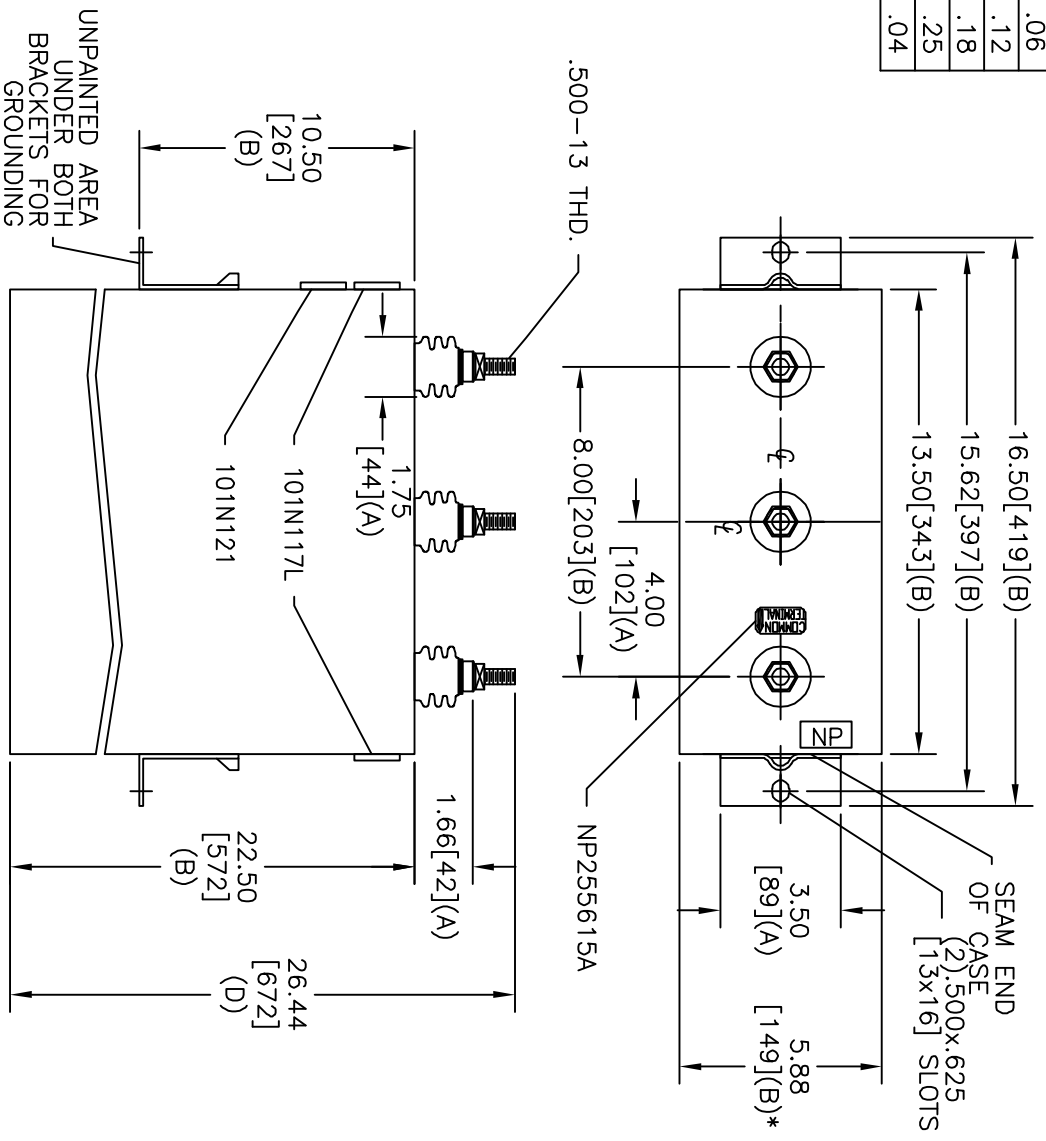 .06
.12
.18
.25
.04
16.50[419](B)
15.62[397](B)
13.50[343](B)
SEAM END
OF CASE
(2).500x.625
[13x16] SLOTS
NP
COMMON
TERMINAL
℄
℄
3.50
[89](A)
5.88
[149](B)*
4.00
[102](A)
8.00[203](B)
NP255615A
.500-13 THD.
1.75
[44](A)
1.66[42](A)
10.50
[267]
(B)
101N117L
101N121
22.50
[572]
(B)
26.44
[672]
(D)
UNPAINTED AREA
UNDER BOTH
BRACKETS FOR
GROUNDING